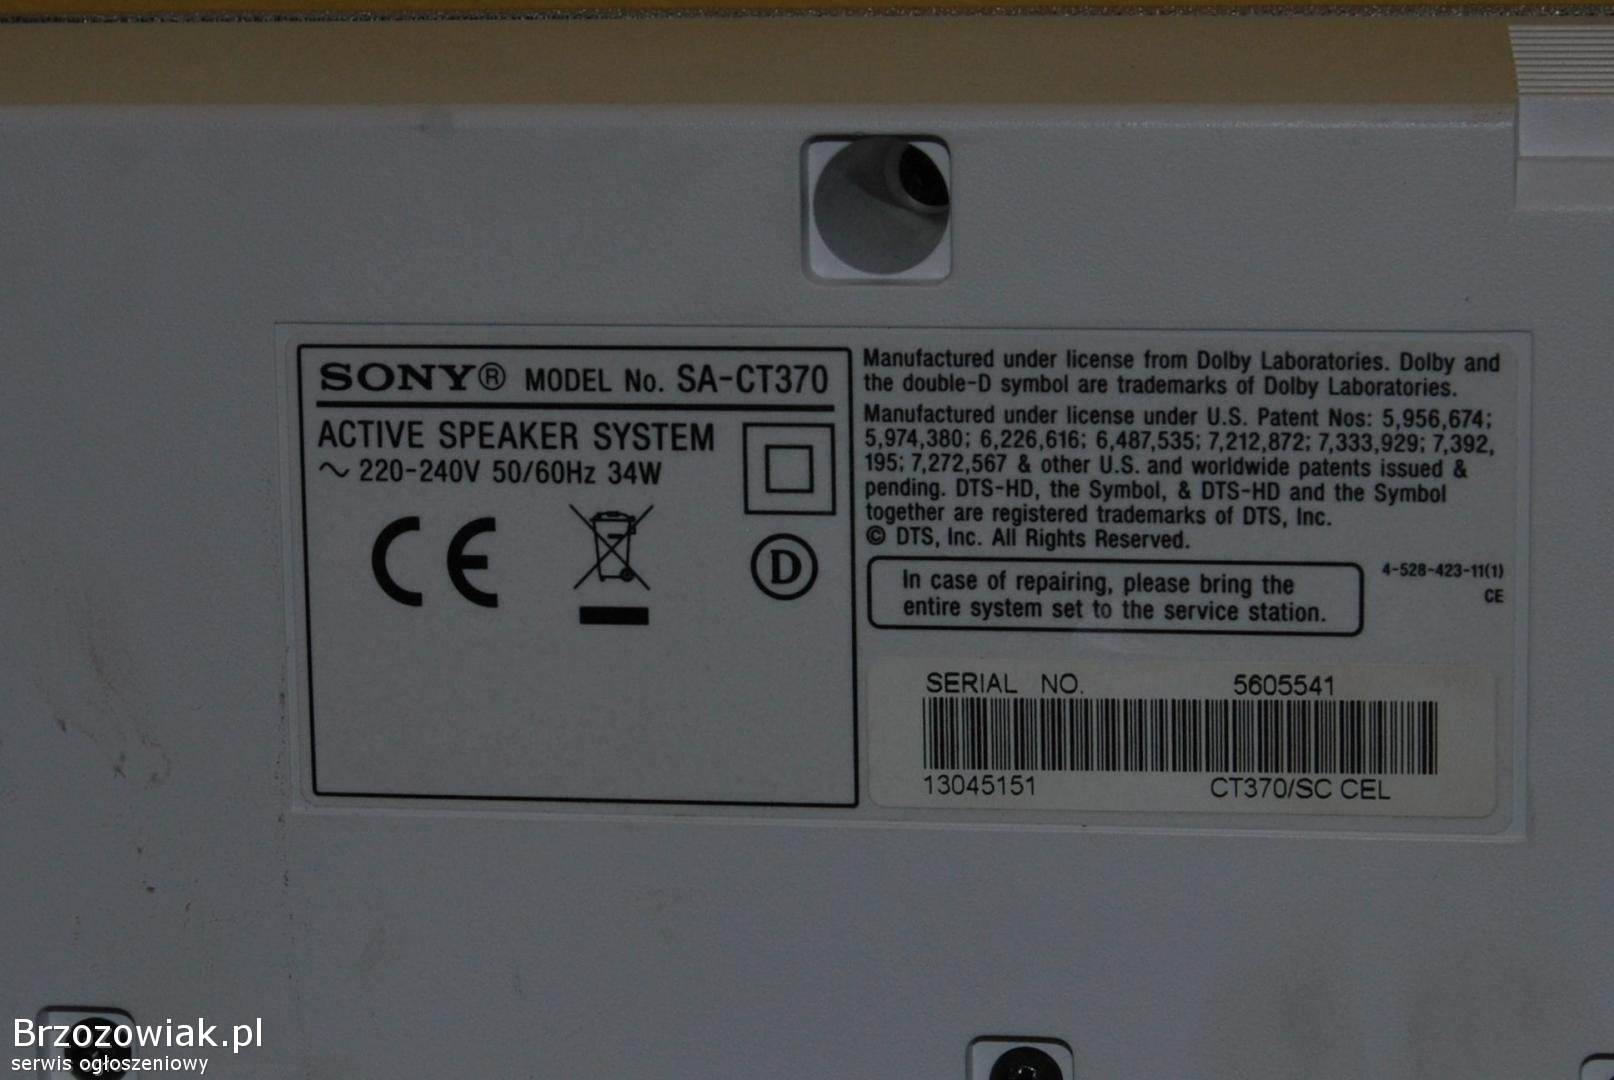 SONY® MODEL No. SA-CT370
ACTIVE SPEAKER SYSTEM
~ 220-240V 50/60Hz 34W
CE
D
Manufactured under license from Dolby Laboratories. Dolby and
the double-D symbol are trademarks of Dolby Laboratories.
Manufactured under license under U.S. Patent Nos: 5,956,674;
5,974,380; 6,226,616; 6,487,535; 7,212,872; 7,333,929; 7,392,
195; 7,272,567 & other U.S. and worldwide patents issued &
pending. DTS-HD, the Symbol, & DTS-HD and the Symbol
together are registered trademarks of DTS, Inc.
© DTS, Inc. All Rights Reserved.
In case of repairing, please bring the
entire system set to the service station.
4-528-423-11(1)
CE
SERIAL NO. 5605541
13045151 CT370/SC CEL
Brzozowiak.pl
serwis ogłoszeniowy